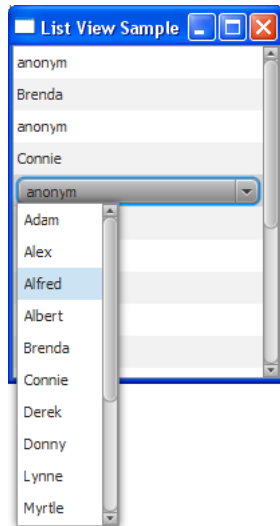 List View Sample
anonym
Brenda
anonym
Connie
anonym
Adam
Alex
Alfred
Albert
Brenda
Connie
Derek
Donny
Lynne
Myrtle